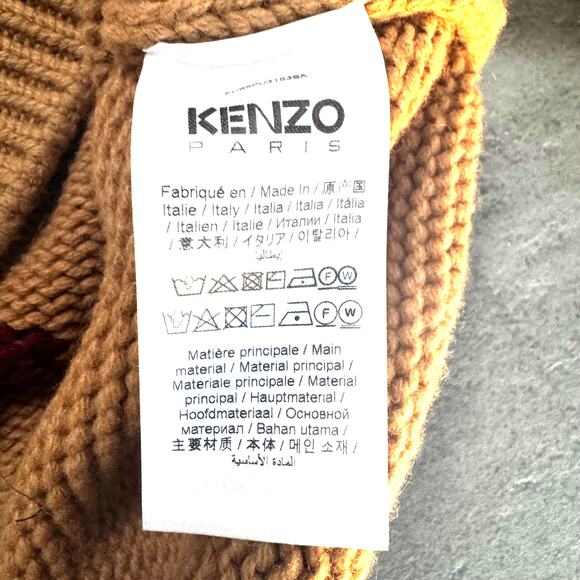 KENZO
PARIS
Fabriqué en / Made In / 原产国
Italie / Italy / Italia / Italia / Itália
/ Italien / Italie / Италии / Italia
/ 意大利 / イタリア / 이탈리아 /
إيطاليا
F W
F W
Matière principale / Main
material / Material principal /
Materiale principale / Material
principal / Hauptmaterial /
Hoofdmateriaal / Основной
материал / Bahan utama /
主要材质 / 本体 / 메인 소재 /
المادة الأساسية